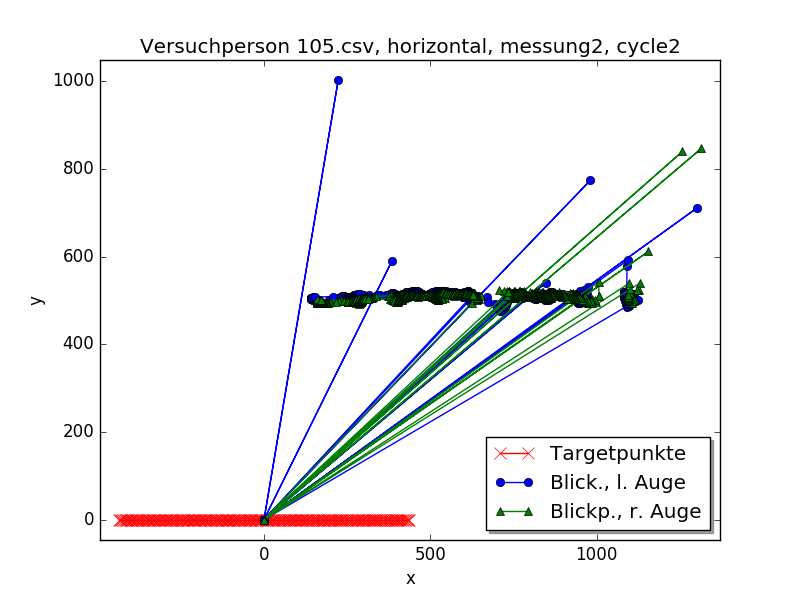 Versuchperson 105.csv, horizontal, messung2, cycle2
1000
800
600
400
200
0
y
0 500 1000
x
Targetpunkte
Blick., l. Auge
Blickp., r. Auge